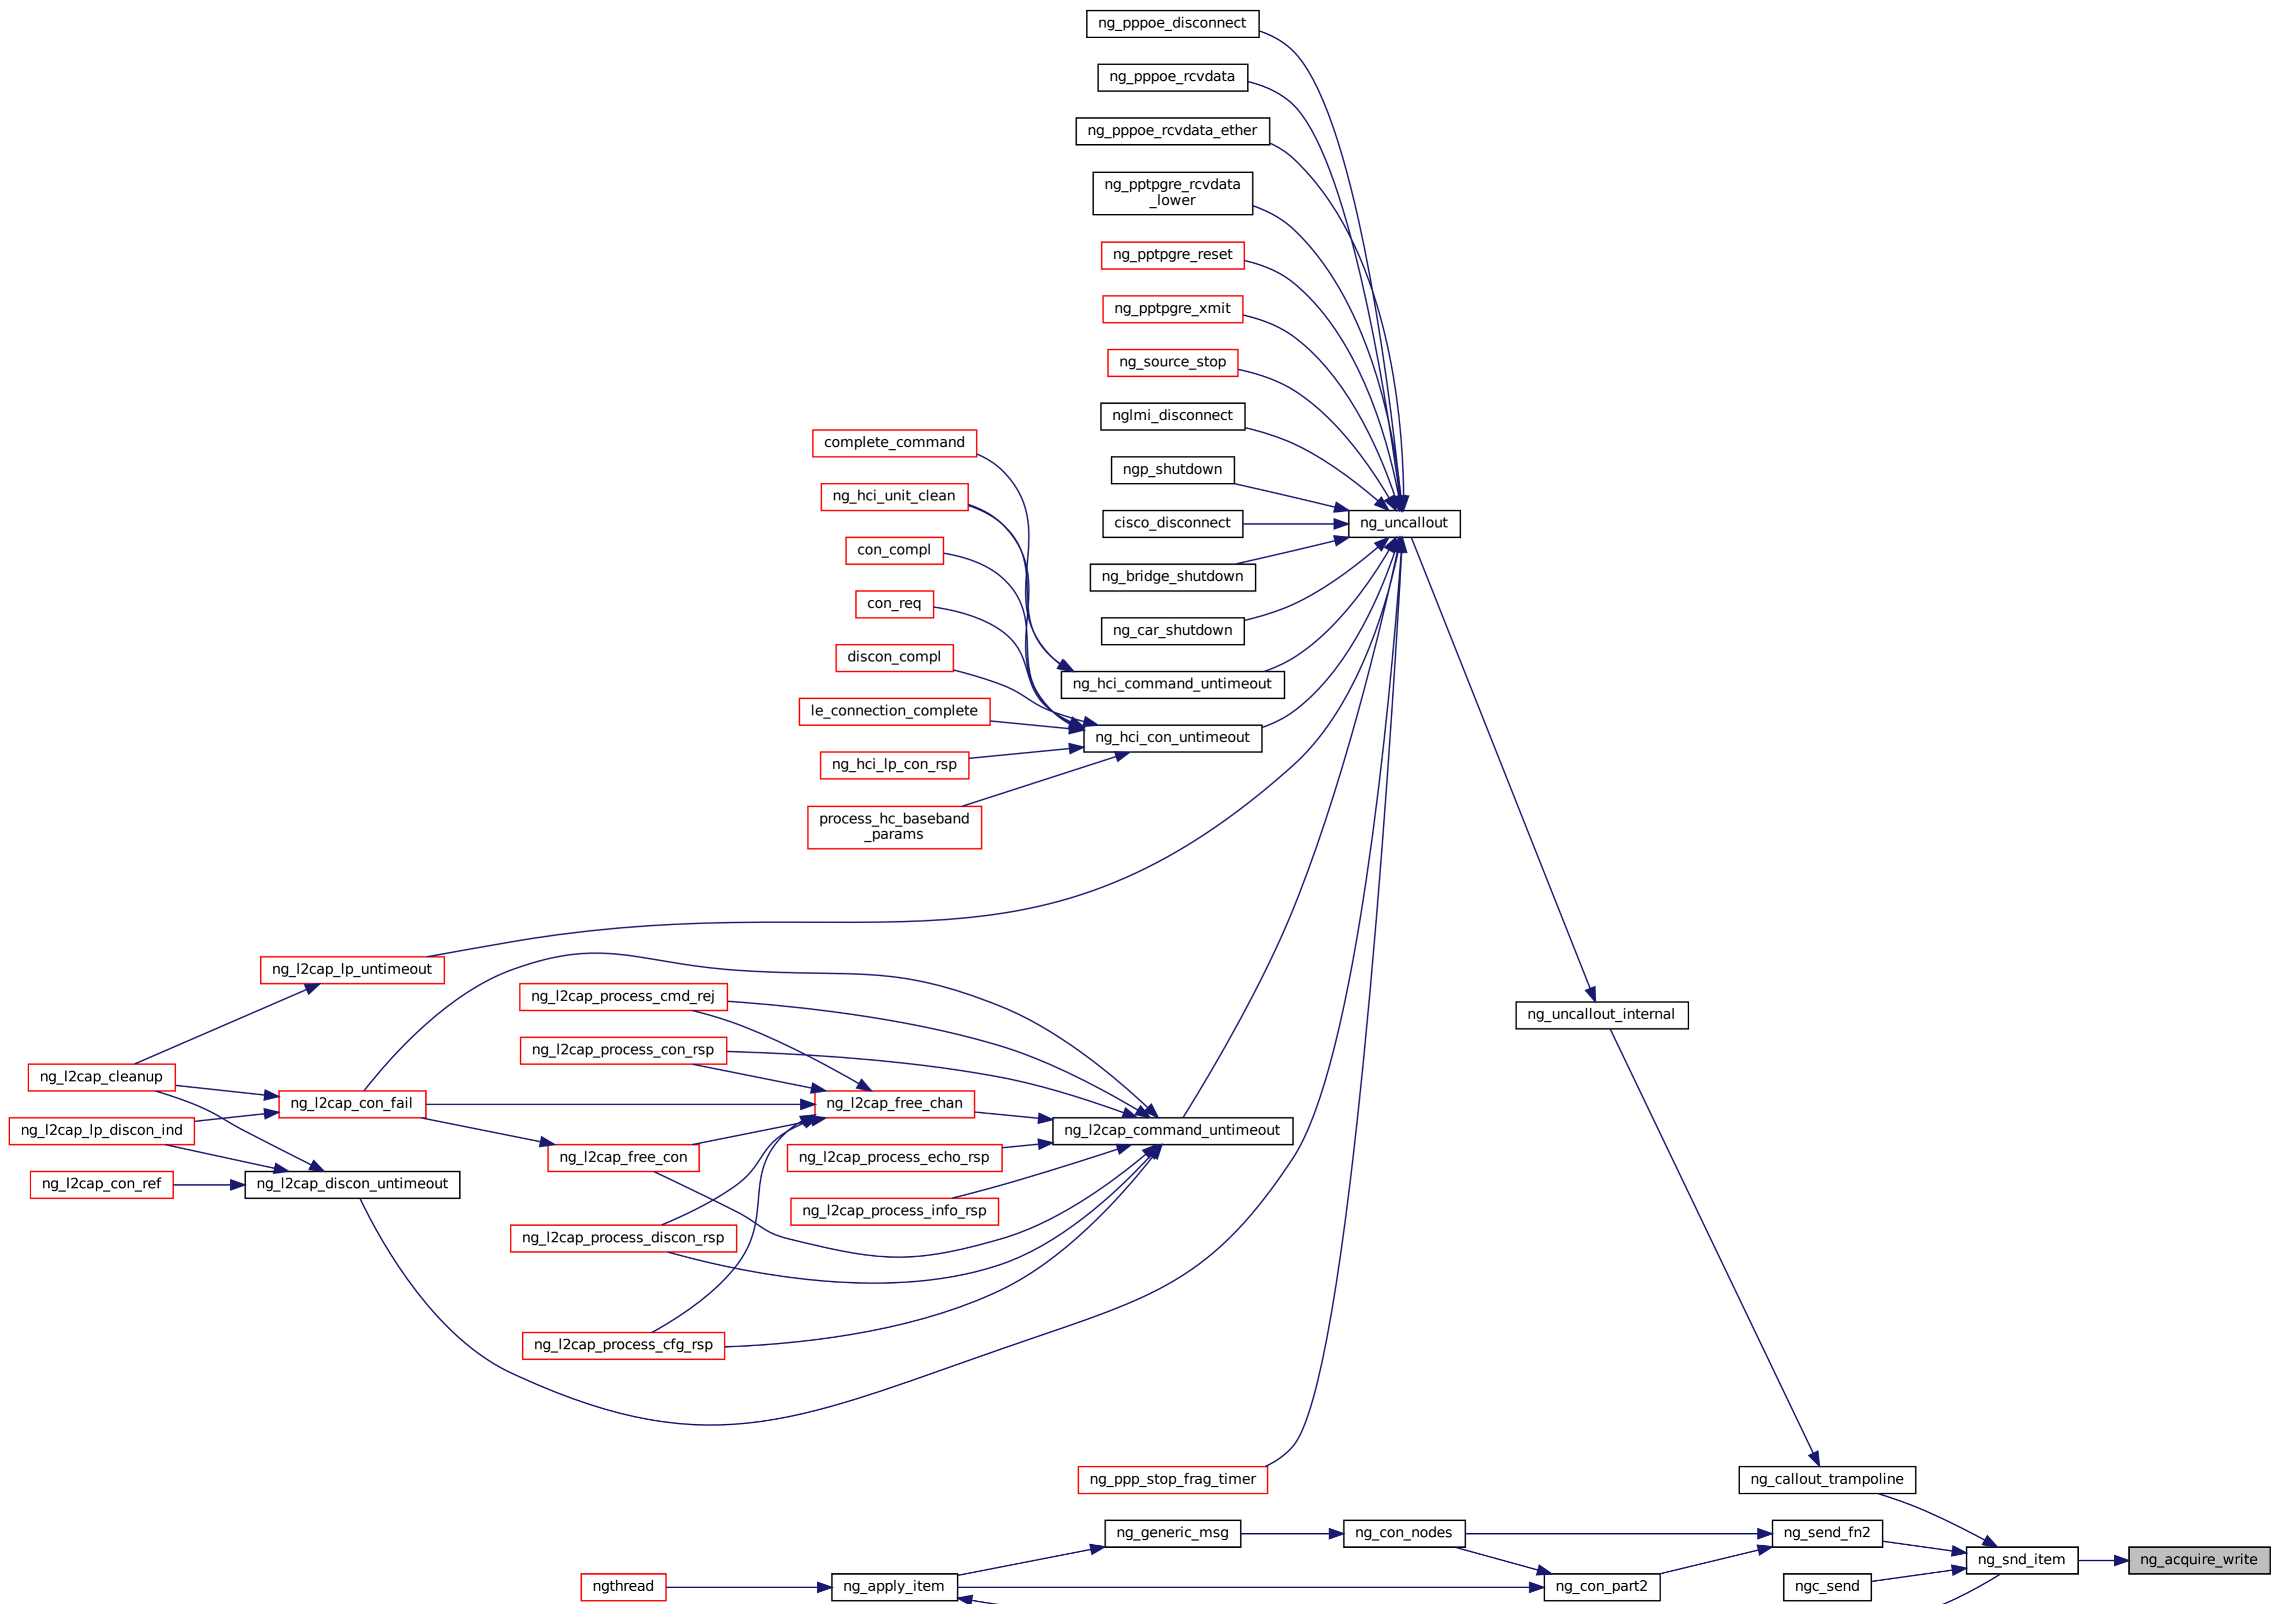 ng_pppoe_disconnect
ng_pppoe_rcvdata
ng_pppoe_rcvdata_ether
ng_pptpgre_rcvdata
_lower
ng_pptpgre_reset
ng_pptpgre_xmit
ng_source_stop
nglmi_disconnect
complete_command
ngp_shutdown
ng_hci_unit_clean
cisco_disconnect
ng_uncallout
con_compl
ng_bridge_shutdown
con_req
ng_car_shutdown
discon_compl
ng_hci_command_untimeout
le_connection_complete
ng_hci_con_untimeout
ng_hci_lp_con_rsp
process_hc_baseband
_params
ng_l2cap_lp_untimeout
ng_l2cap_process_cmd_rej
ng_uncallout_internal
ng_l2cap_process_con_rsp
ng_l2cap_cleanup
ng_l2cap_con_fail
ng_l2cap_free_chan
ng_l2cap_lp_discon_ind
ng_l2cap_command_untimeout
ng_l2cap_free_con
ng_l2cap_process_echo_rsp
ng_l2cap_con_ref
ng_l2cap_discon_untimeout
ng_l2cap_process_info_rsp
ng_l2cap_process_discon_rsp
ng_l2cap_process_cfg_rsp
ng_ppp_stop_frag_timer
ng_callout_trampoline
ng_generic_msg
ng_con_nodes
ng_send_fn2
ng_snd_item
ng_acquire_write
ngthread
ng_apply_item
ng_con_part2
ngc_send